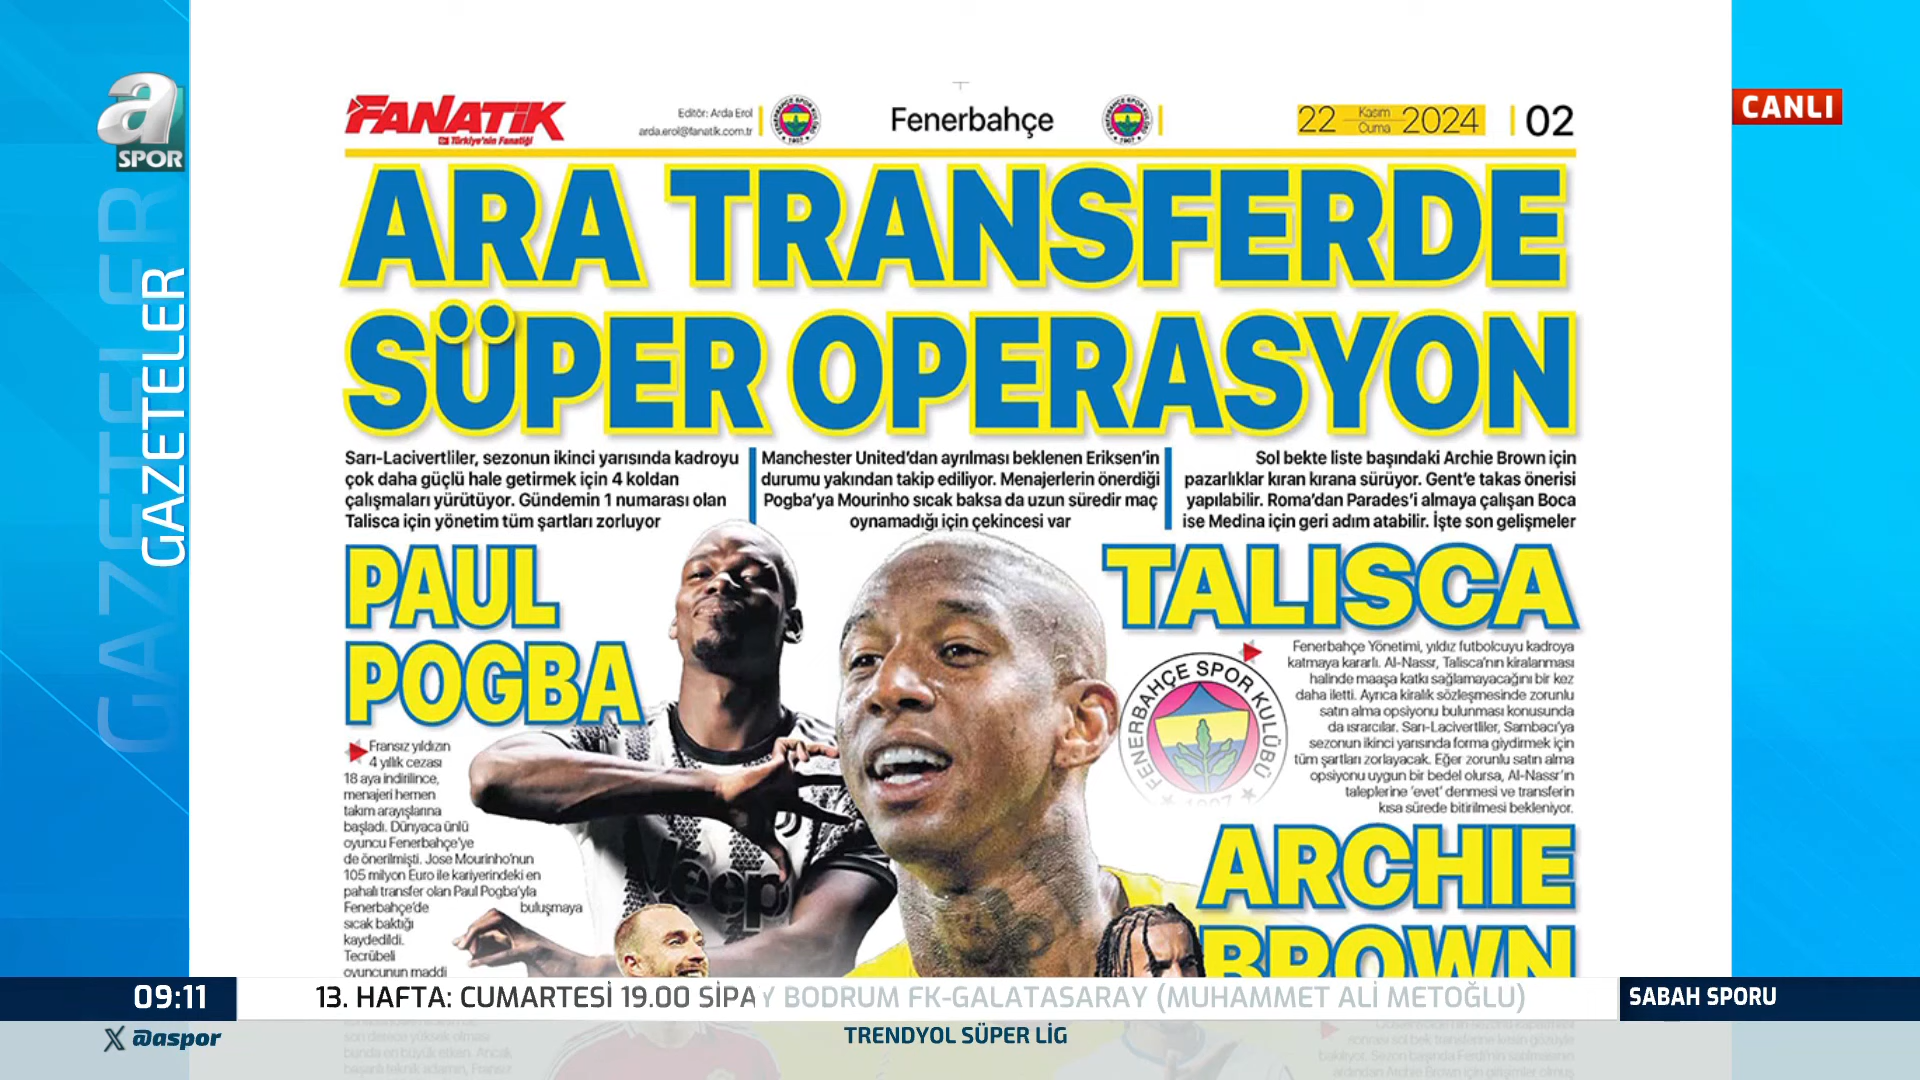 a
SPOR
GAZETELER
GAZETELER
CANLI
FANATİK
Türkiye'nin Fanatiği
Editör: Arda Erol
arda.erol@fanatik.com.tr
Fenerbahçe
22 Kasım Cuma 2024
02
ARA TRANSFERDE
SÜPER OPERASYON
Sarı-Lacivertliler, sezonun ikinci yarısında kadroyu
çok daha güçlü hale getirmek için 4 koldan
çalışmaları yürütüyor. Gündemin 1 numarası olan
Talisca için yönetim tüm şartları zorluyor
Manchester United'dan ayrılması beklenen Eriksen'in
durumu yakından takip ediliyor. Menajerlerin önerdiği
Pogba'ya Mourinho sıcak baksa da uzun süredir maç
oynamadığı için çekincesi var
Sol bekte liste başındaki Archie Brown için
pazarlıklar kıran kırana sürüyor. Gent'e takas önerisi
yapılabilir. Roma'dan Parades'i almaya çalışan Boca
ise Medina için geri adım atabilir. İşte son gelişmeler
PAUL
POGBA
Fransız yıldızın
4 yıllık cezası
18 aya indirilince,
menajeri hemen
takım arayışlarına
başladı. Dünyaca ünlü
oyuncu Fenerbahçe'ye
de önerilmişti. Jose Mourinho'nun
105 milyon Euro ile kariyerindeki en
pahalı transfer olan Paul Pogba'yla
Fenerbahçe'de buluşmaya
sıcak baktığı
kaydedildi.
Tecrübeli
oyuncunun maddi
Jeep
TALISCA
FENERBAHÇE SPOR KULÜBÜ
1907
Fenerbahçe Yönetimi, yıldız futbolcuyu kadroya
katmaya kararlı. Al-Nassr, Talisca'nın kiralanması
halinde maaşa katkı sağlamayacağını bir kez
daha iletti. Ayrıca kiralık sözleşmesinde zorunlu
satın alma opsiyonu bulunması konusunda
da ısrarcılar. Sarı-Lacivertliler, Sambacı'ya
sezonun ikinci yarısında forma giydirmek için
tüm şartları zorlayacak. Eğer zorunlu satın alma
opsiyonu uygun bir bedel olursa, Al-Nassr'ın
taleplerine 'evet' denmesi ve transferin
kısa sürede bitirilmesi bekleniyor.
ARCHIE
BROWN
09:11
13. HAFTA: CUMARTESİ 19.00 SİPAY BODRUM FK-GALATASARAY (MUHAMMET ALİ METOĞLU)
SABAH SPORU
@aspor
TRENDYOL SÜPER LİG